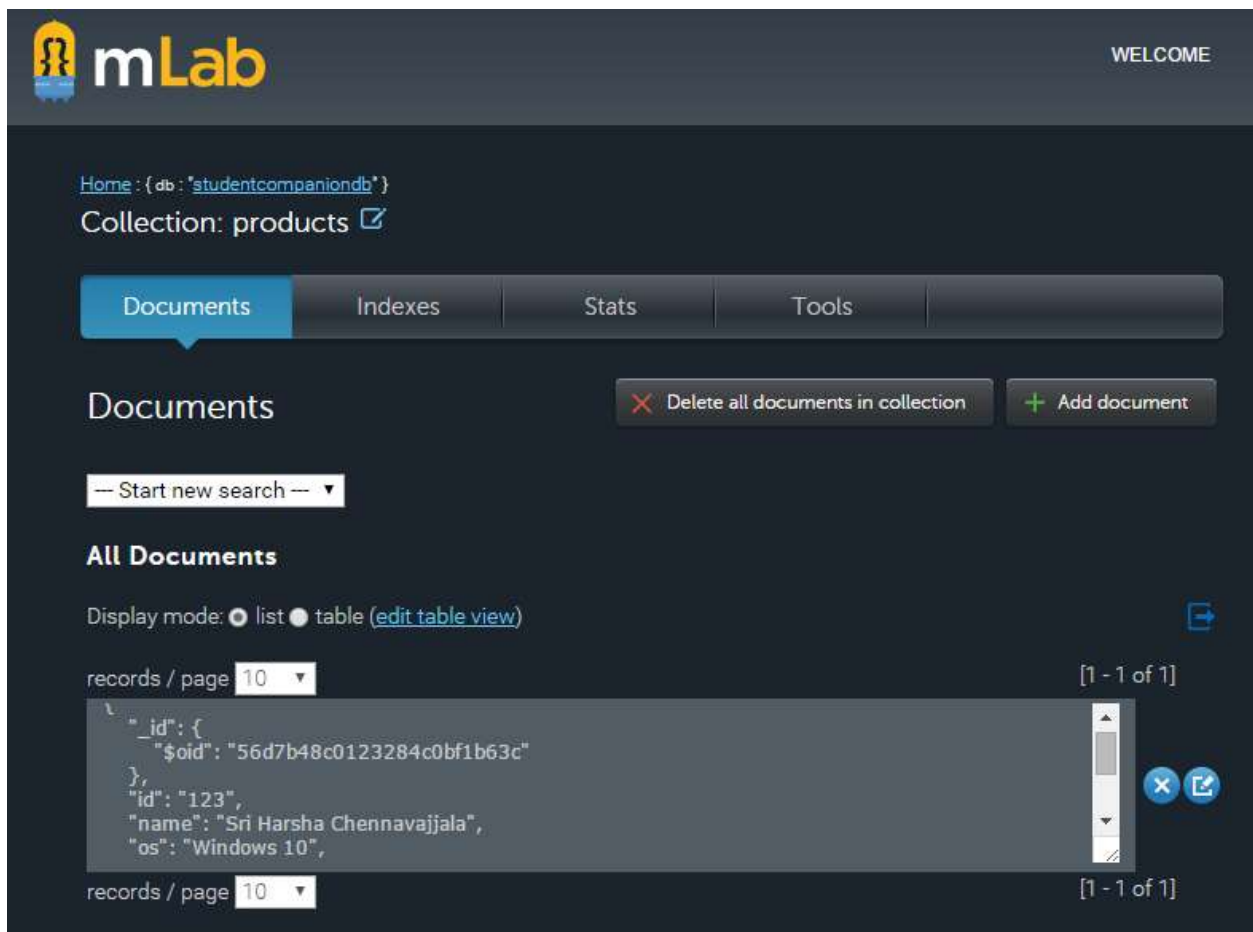 mLab
WELCOME
Home : { db : "studentcompaniondb" }
Collection: products
Documents Indexes Stats Tools
Documents
Delete all documents in collection
Add document
--- Start new search ---
All Documents
Display mode: list table (edit table view)
records / page 10 [1 - 1 of 1]
{
"_id": {
"$oid": "56d7b48c0123284c0bf1b63c"
},
"id": "123",
"name": "Sri Harsha Chennavajjala",
"os": "Windows 10",
records / page 10 [1 - 1 of 1]